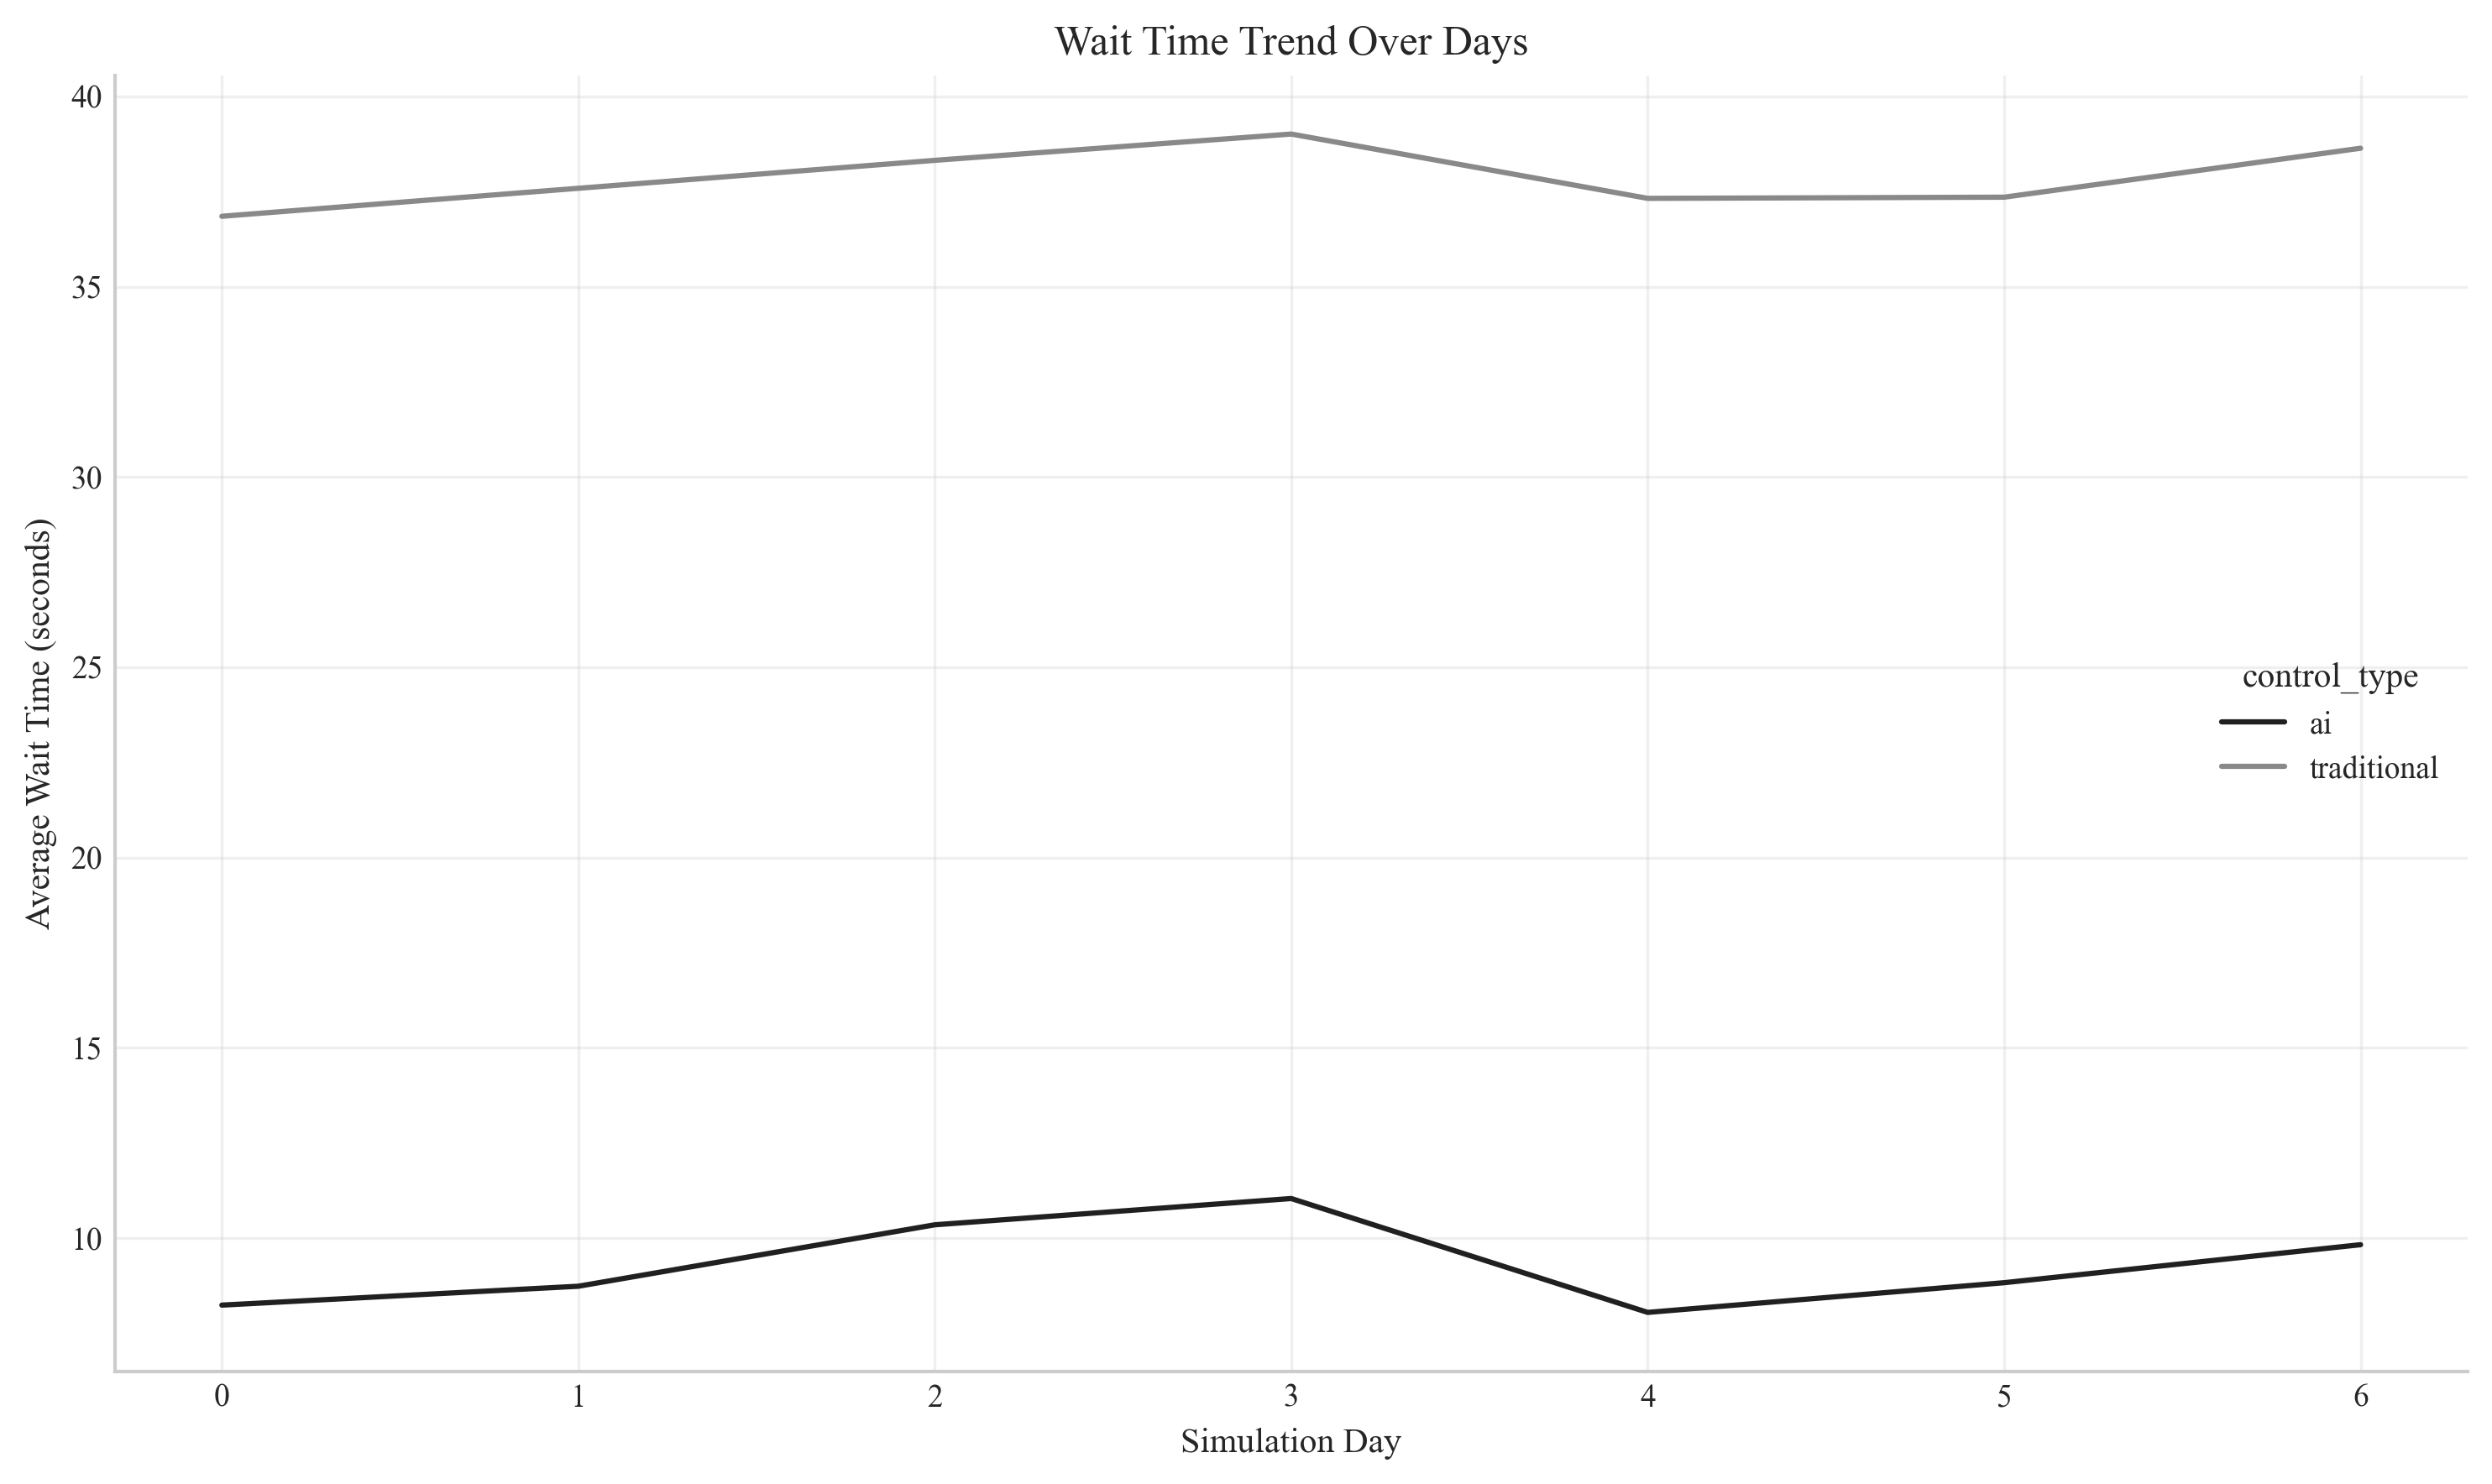 Wait Time Trend Over Days
40
35
30
25
20
15
10
Average Wait Time (seconds)
control_type
ai
traditional
0 1 2 3 4 5 6
Simulation Day